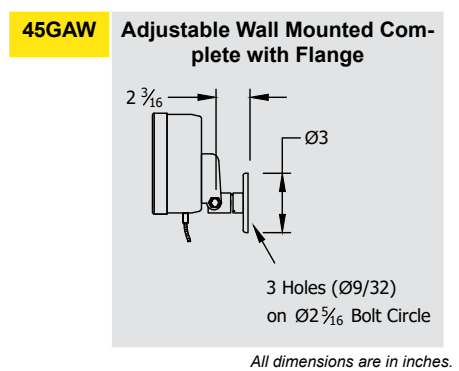 45GAW
Adjustable Wall Mounted Com-
plete with Flange
2 3⁄16
Ø3
3 Holes (Ø9/32)
on Ø2 5⁄16 Bolt Circle
All dimensions are in inches.